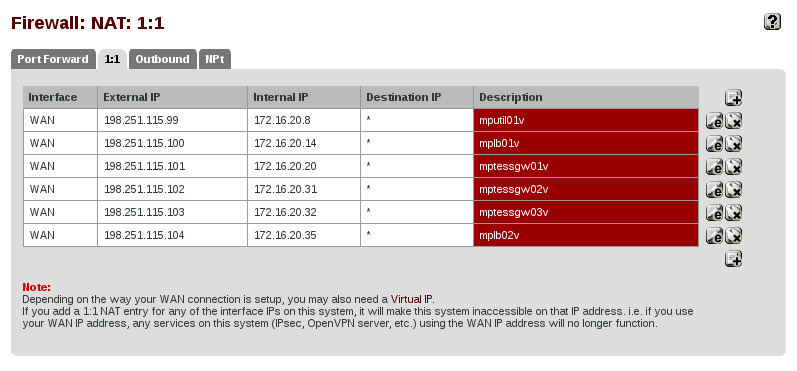 Firewall: NAT: 1:1
?
Port Forward 1:1 Outbound NPt
Interface External IP Internal IP Destination IP Description
WAN 198.251.115.99 172.16.20.8 * mputil01v
WAN 198.251.115.100 172.16.20.14 * mplb01v
WAN 198.251.115.101 172.16.20.20 * mptessgw01v
WAN 198.251.115.102 172.16.20.31 * mptessgw02v
WAN 198.251.115.103 172.16.20.32 * mptessgw03v
WAN 198.251.115.104 172.16.20.35 * mplb02v
Note:
Depending on the way your WAN connection is setup, you may also need a Virtual IP.
If you add a 1:1 NAT entry for any of the interface IPs on this system, it will make this system inaccessible on that IP address. i.e. if you use
your WAN IP address, any services on this system (IPsec, OpenVPN server, etc.) using the WAN IP address will no longer function.